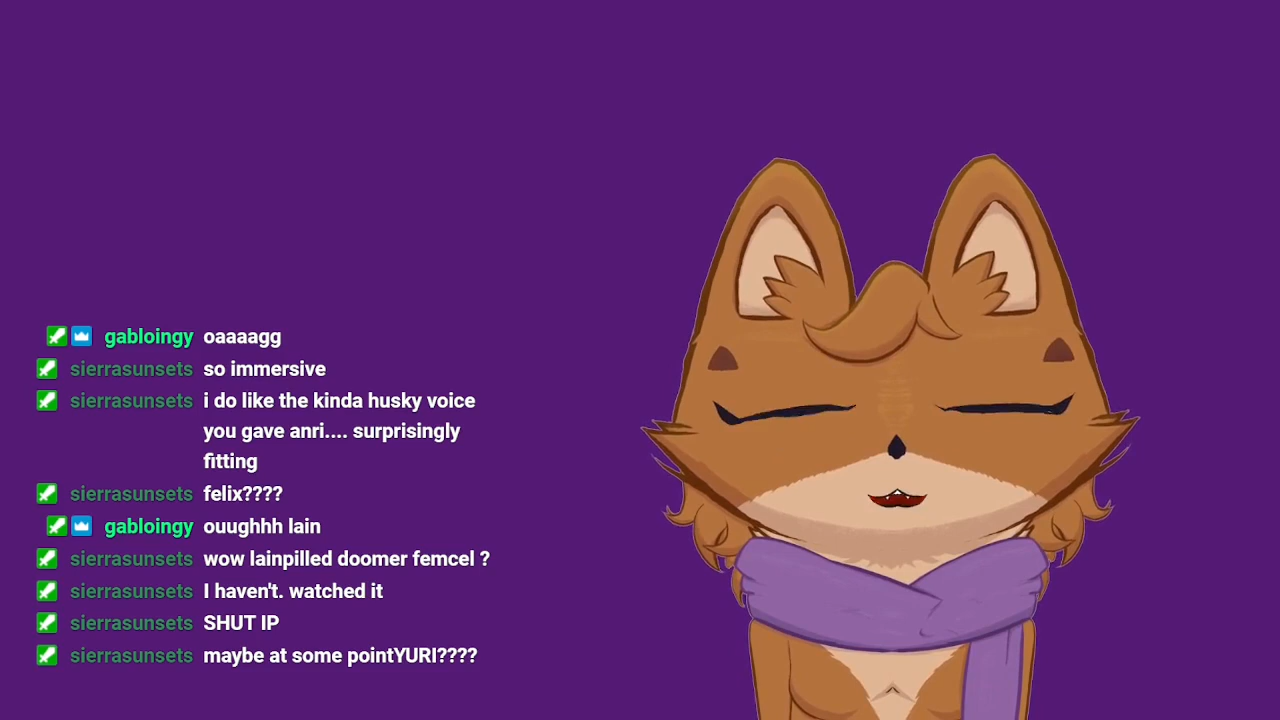 gabloingy oaaaagg
sierrasunsets so immersive
sierrasunsets i do like the kinda husky voice
you gave anri.... surprisingly
fitting
sierrasunsets felix????
gabloingy ouughhh lain
sierrasunsets wow lainpilled doomer femcel ?
sierrasunsets I haven't. watched it
sierrasunsets SHUT IP
sierrasunsets maybe at some pointYURI????